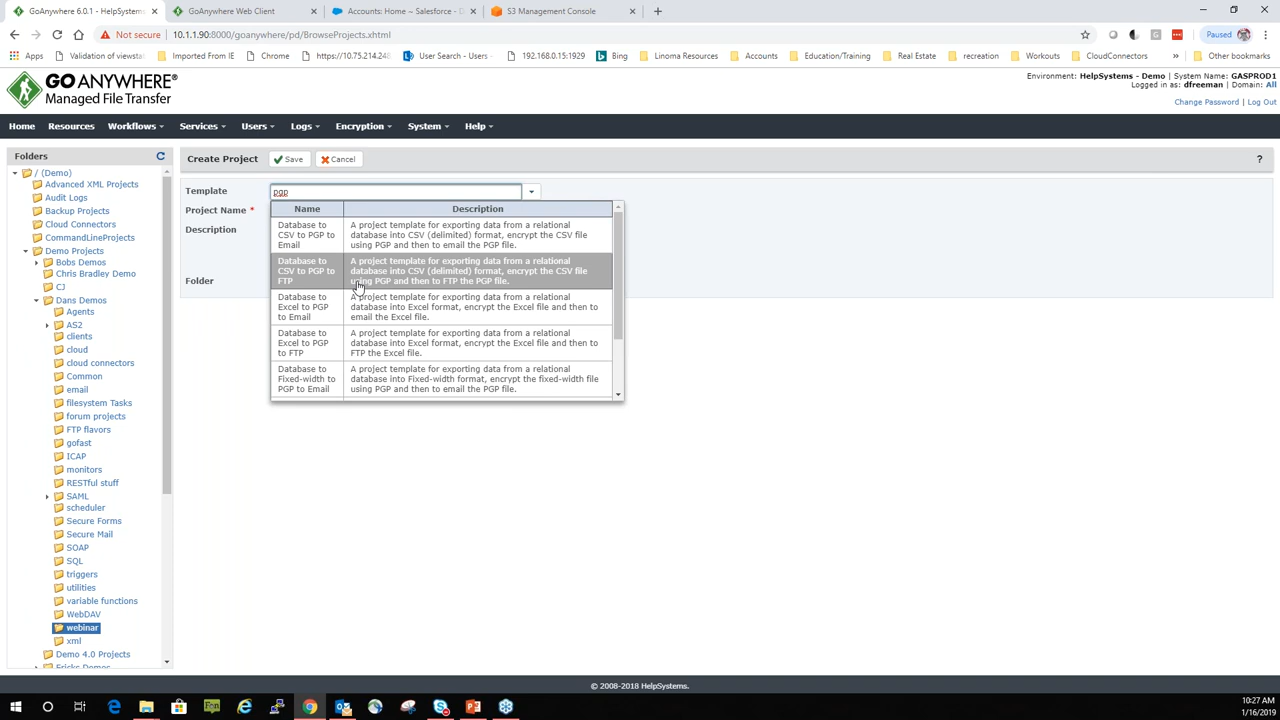 GoAnywhere 6.0.1 - HelpSystems
GoAnywhere Web Client
Accounts: Home ~ Salesforce - D
S3 Management Console
Not secure | 10.1.1.90:8000/goanywhere/pd/BrowseProjects.xhtml
Paused
Apps
Validation of viewst
Imported From IE
Chrome
https://10.75.214.248
User Search - Users
192.168.0.15:1929
Bing
Linoma Resources
Accounts
Education/Training
Real Estate
recreation
Workouts
CloudConnectors
»
Other bookmarks
GO ANYWHERE®
Managed File Transfer
Environment: HelpSystems - Demo | System Name: GASPROD1
Logged in as: dfreeman | Domain: All
Change Password | Log Out
Home Resources Workflows Services Users Logs Encryption System Help
Folders
/ (Demo)
Advanced XML Projects
Audit Logs
Backup Projects
Cloud Connectors
CommandLineProjects
Demo Projects
Bobs Demos
Chris Bradley Demo
CJ
Dans Demos
Agents
AS2
clients
cloud
cloud connectors
Common
email
filesystem Tasks
forum projects
FTP flavors
gofast
ICAP
monitors
RESTful stuff
SAML
scheduler
Secure Forms
Secure Mail
SOAP
SQL
triggers
utilities
variable functions
WebDAV
webinar
xml
Demo 4.0 Projects
Ericks Demos
Create Project
Save
Cancel
?
Template
pgp
Project Name *
Description
Folder
Name Description
Database to
CSV to PGP to
Email
A project template for exporting data from a relational
database into CSV (delimited) format, encrypt the CSV file
using PGP and then to email the PGP file.
Database to
CSV to PGP to
FTP
A project template for exporting data from a relational
database into CSV (delimited) format, encrypt the CSV file
using PGP and then to FTP the PGP file.
Database to
Excel to PGP
to Email
A project template for exporting data from a relational
database into Excel format, encrypt the Excel file and then to
email the Excel file.
Database to
Excel to PGP
to FTP
A project template for exporting data from a relational
database into Excel format, encrypt the Excel file and then to
FTP the Excel file.
Database to
Fixed-width to
PGP to Email
A project template for exporting data from a relational
database into Fixed-width format, encrypt the fixed-width file
using PGP and then to email the PGP file.
© 2008-2018 HelpSystems.
10:27 AM
1/16/2019